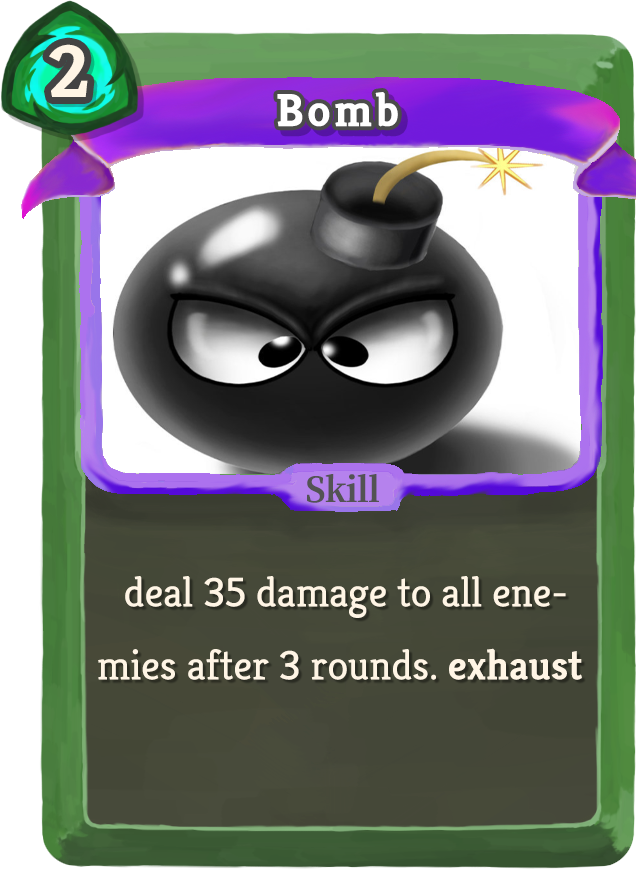 2
Bomb
Skill
deal 35 damage to all ene-
mies after 3 rounds. exhaust